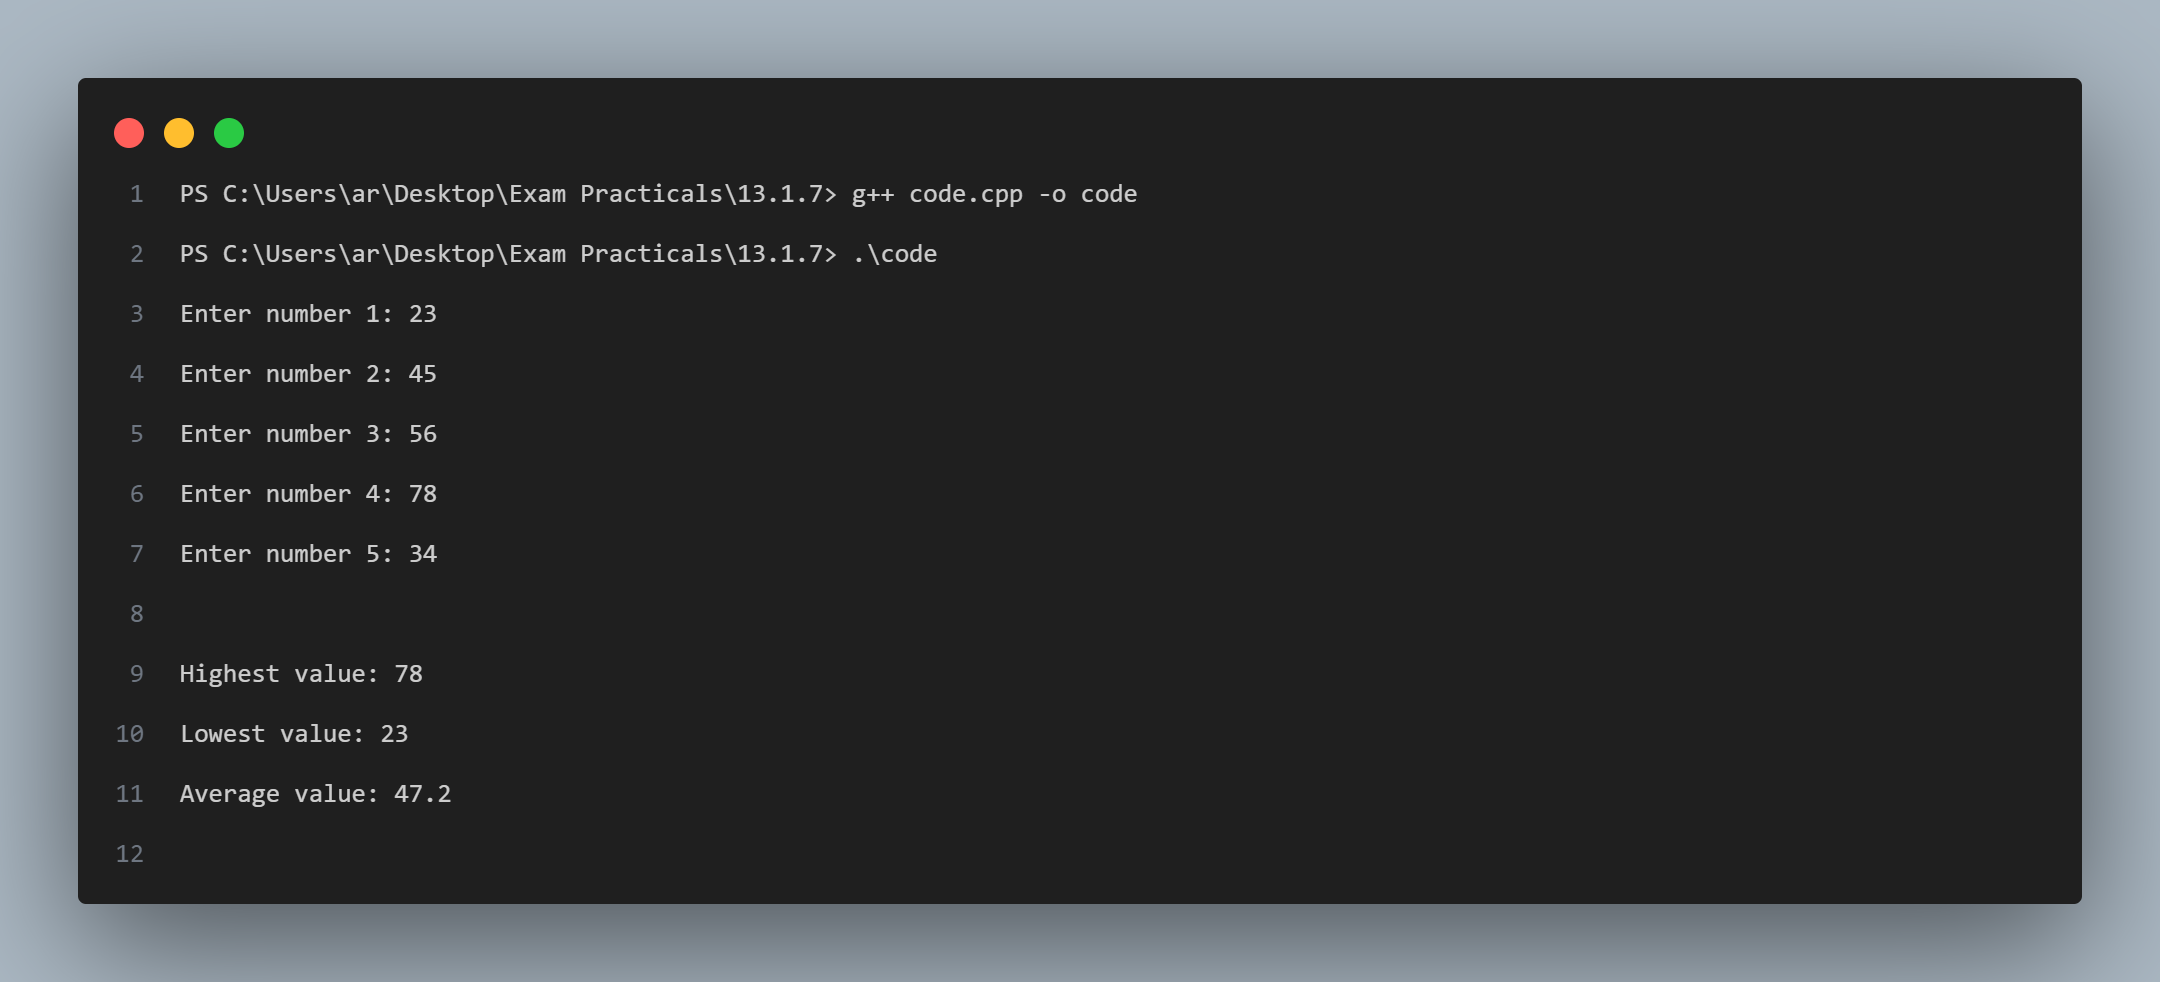 1 PS C:\Users\ar\Desktop\Exam Practicals\13.1.7> g++ code.cpp -o code
2 PS C:\Users\ar\Desktop\Exam Practicals\13.1.7> .\code
3 Enter number 1: 23
4 Enter number 2: 45
5 Enter number 3: 56
6 Enter number 4: 78
7 Enter number 5: 34
8
9 Highest value: 78
10 Lowest value: 23
11 Average value: 47.2
12